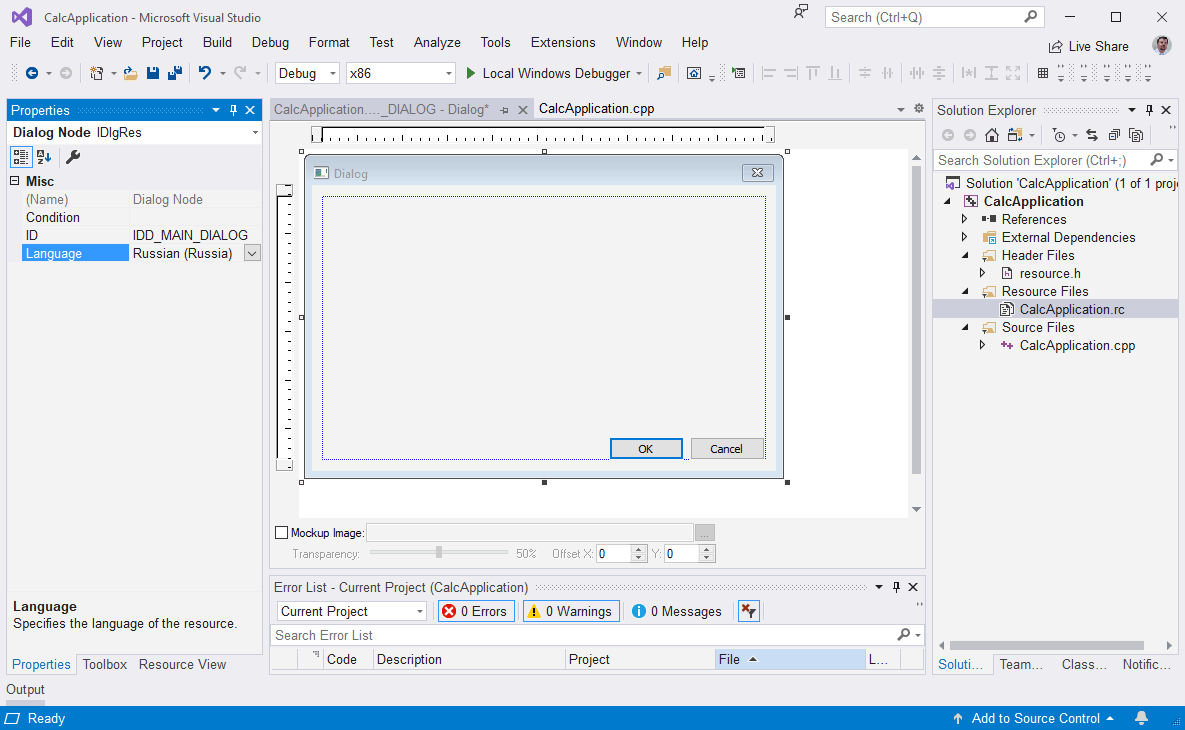 CalcApplication - Microsoft Visual Studio
Search (Ctrl+Q)
File Edit View Project Build Debug Format Test Analyze Tools Extensions Window Help
Live Share
Debug x86 Local Windows Debugger
Properties
Dialog Node IDlgRes
Misc
(Name) Dialog Node
Condition
ID IDD_MAIN_DIALOG
Language Russian (Russia)
Language
Specifies the language of the resource.
Properties Toolbox Resource View
CalcApplication...._DIALOG - Dialog* CalcApplication.cpp
Dialog
OK Cancel
Mockup Image: ...
Transparency: 50% Offset X: 0 Y: 0
Error List - Current Project (CalcApplication)
Current Project 0 Errors 0 Warnings 0 Messages
Search Error List
Code Description Project File L...
Solution Explorer
Search Solution Explorer (Ctrl+;)
Solution 'CalcApplication' (1 of 1 proj
CalcApplication
References
External Dependencies
Header Files
resource.h
Resource Files
CalcApplication.rc
Source Files
CalcApplication.cpp
Soluti... Team... Class... Notific...
Output
Ready Add to Source Control